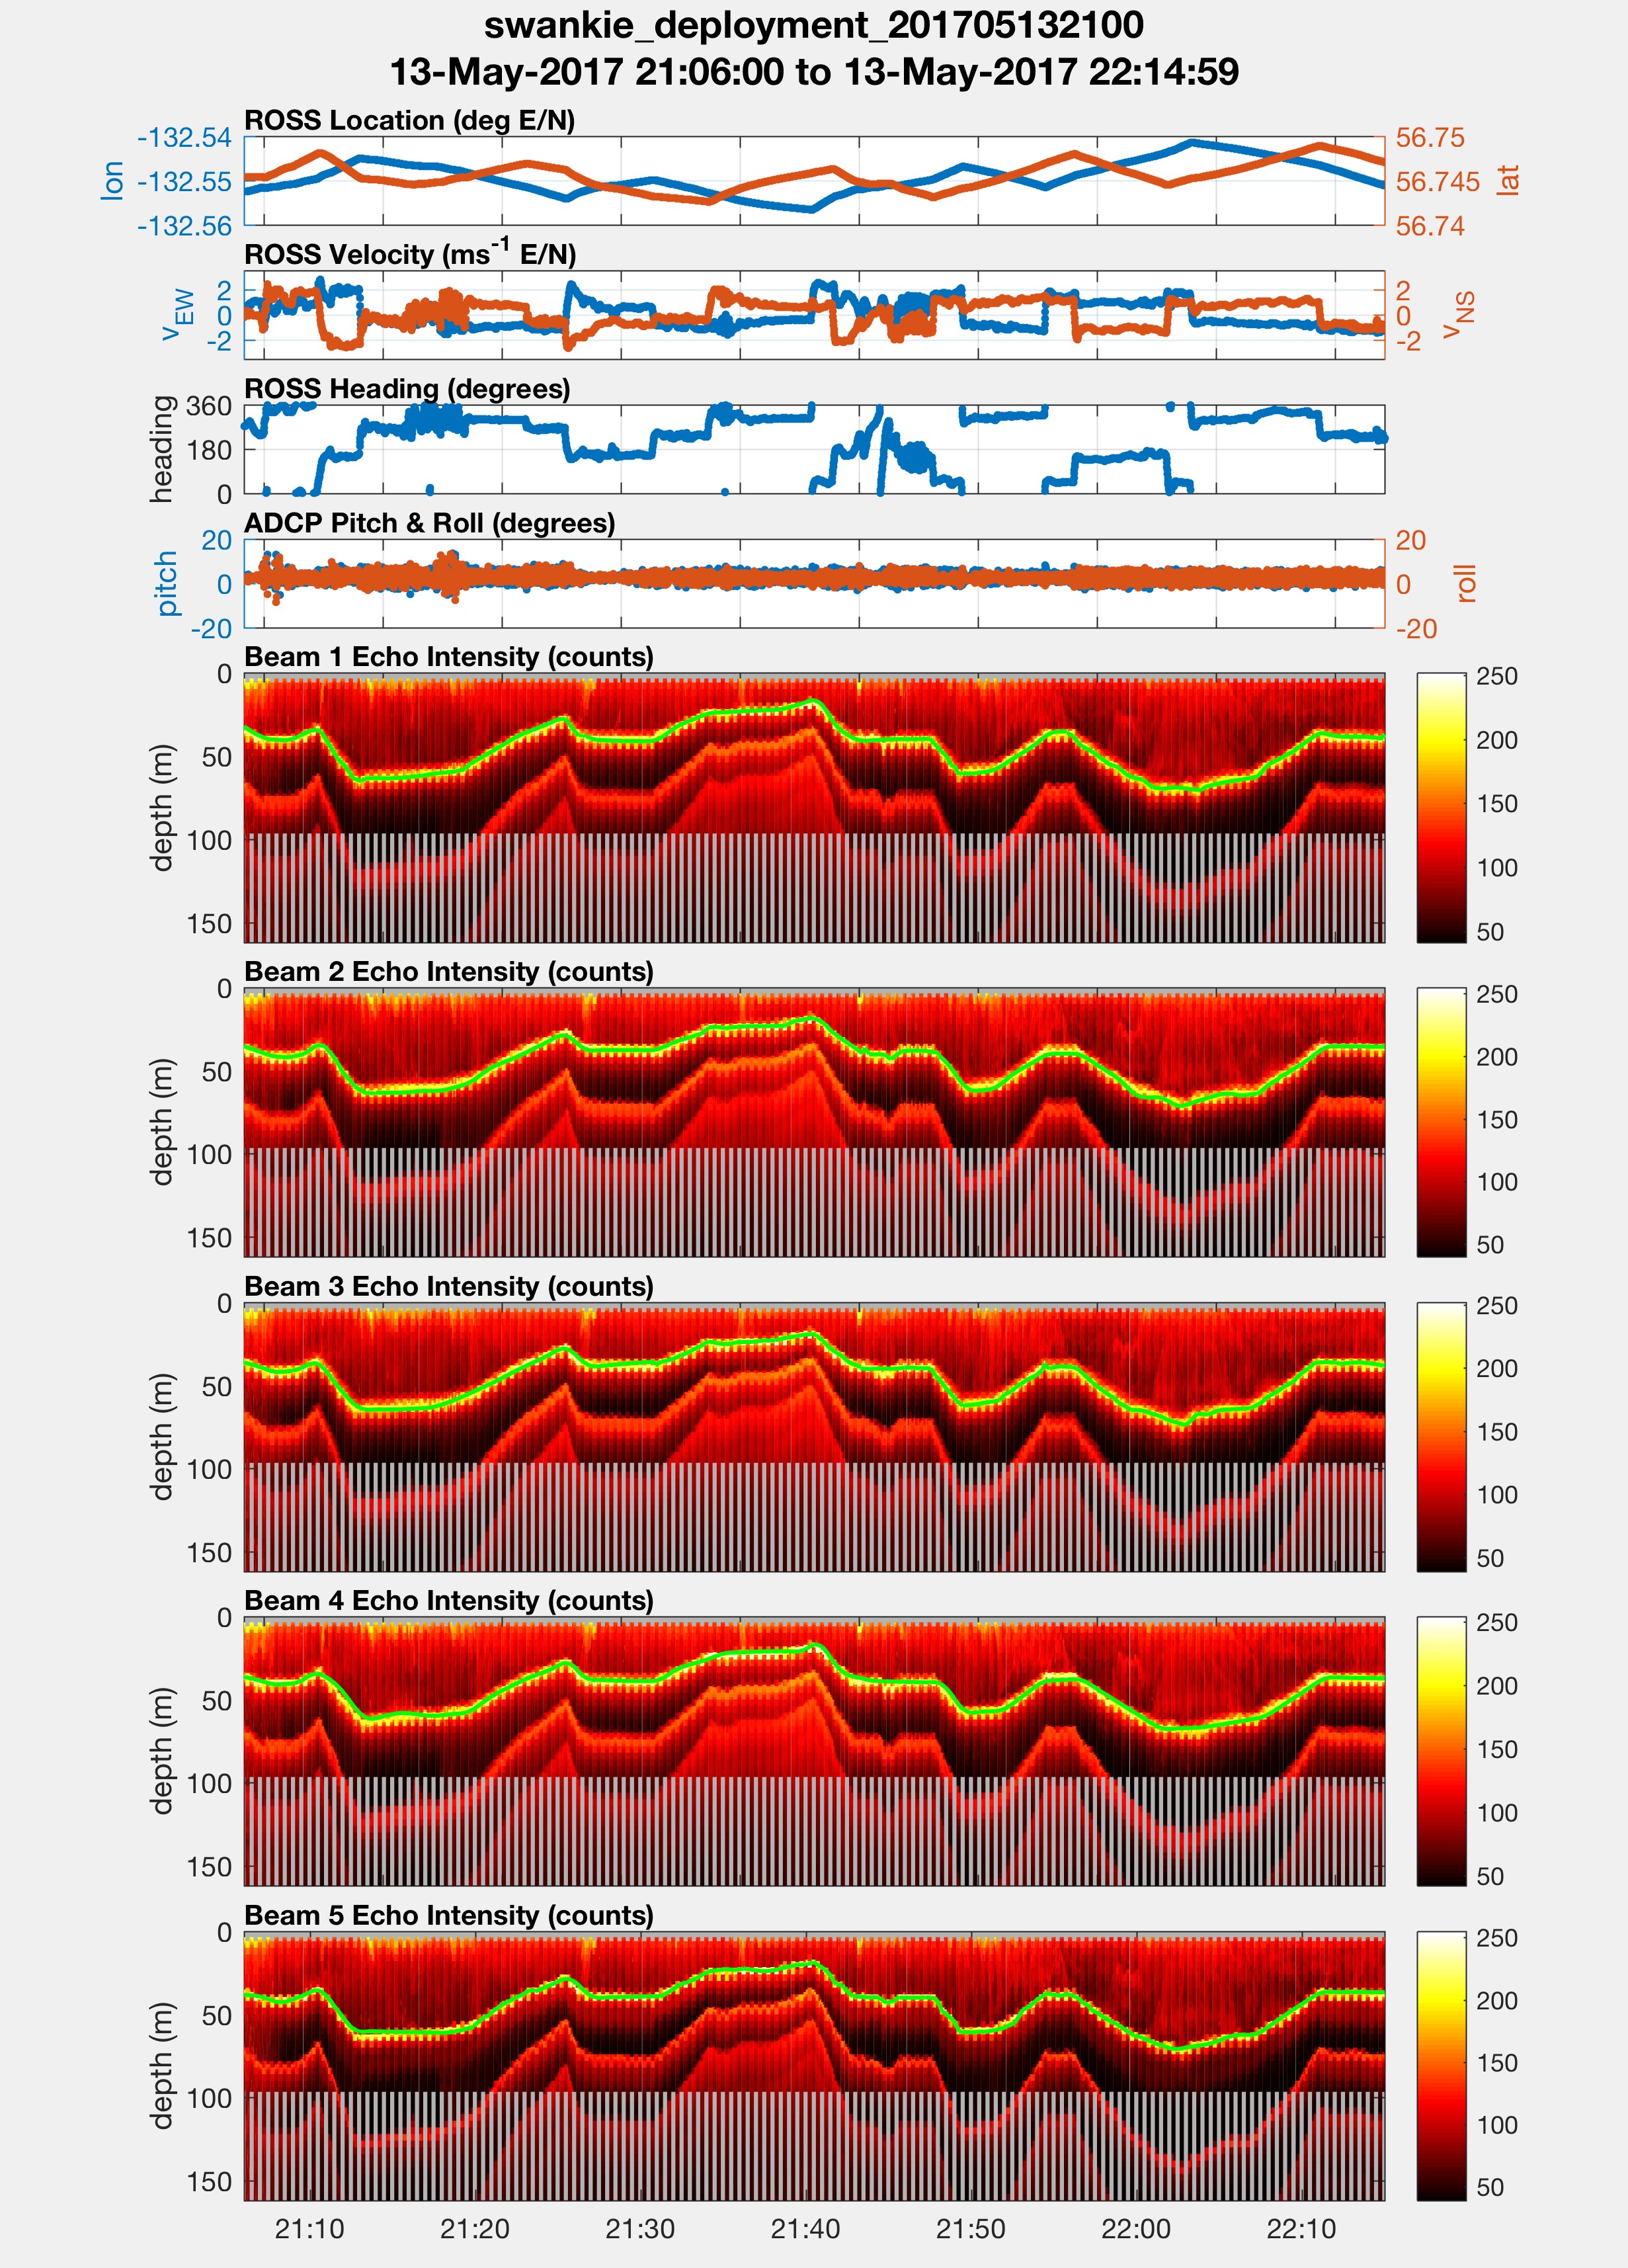 swankie_deployment_201705132100
13-May-2017 21:06:00 to 13-May-2017 22:14:59
ROSS Location (deg E/N)
-132.54
-132.55
-132.56
lon
56.75
56.745
56.74
lat
ROSS Velocity (ms-1 E/N)
2
0
-2
vEW
2
0
-2
vNS
ROSS Heading (degrees)
360
180
0
heading
ADCP Pitch & Roll (degrees)
20
0
-20
pitch
20
0
-20
roll
Beam 1 Echo Intensity (counts)
0
50
100
150
depth (m)
250
200
150
100
50
Beam 2 Echo Intensity (counts)
0
50
100
150
depth (m)
250
200
150
100
50
Beam 3 Echo Intensity (counts)
0
50
100
150
depth (m)
250
200
150
100
50
Beam 4 Echo Intensity (counts)
0
50
100
150
depth (m)
250
200
150
100
50
Beam 5 Echo Intensity (counts)
0
50
100
150
depth (m)
250
200
150
100
50
21:10 21:20 21:30 21:40 21:50 22:00 22:10